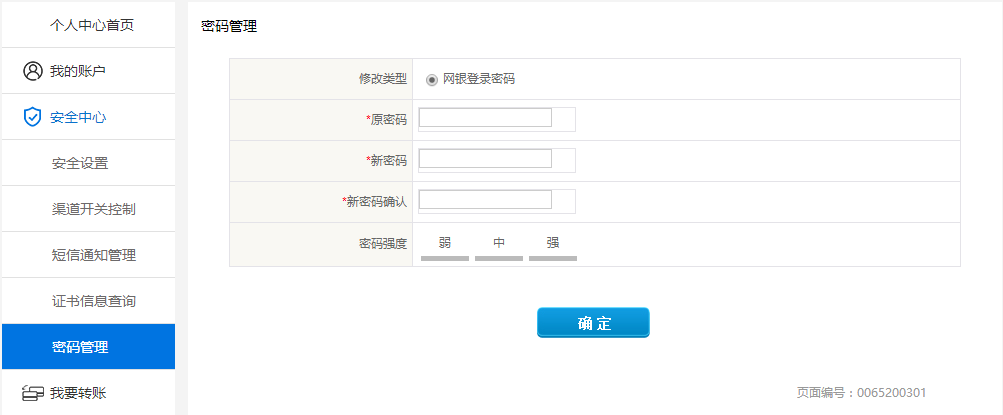 个人中心首页
我的账户
安全中心
安全设置
渠道开关控制
短信通知管理
证书信息查询
密码管理
我要转账
密码管理
修改类型 网银登录密码
*原密码
*新密码
*新密码确认
密码强度 弱 中 强
确定
页面编号：0065200301